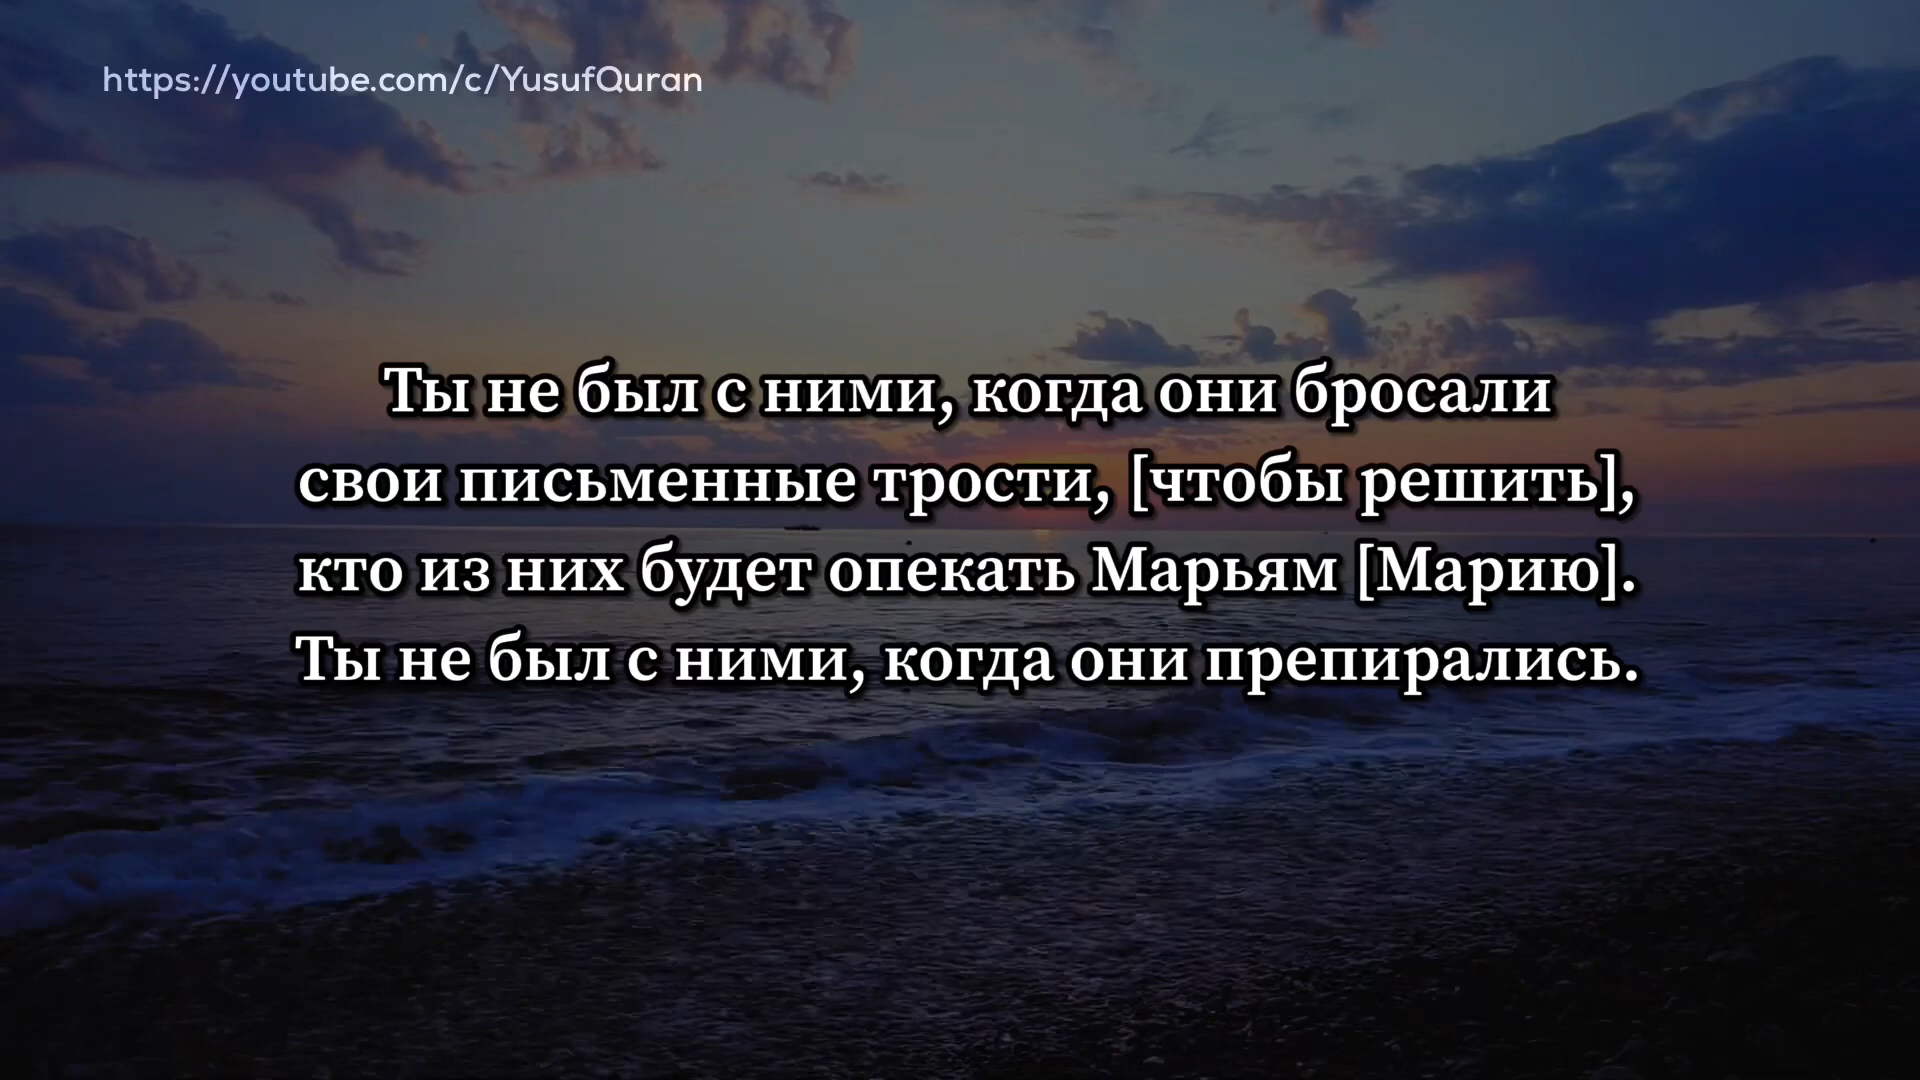 https://youtube.com/c/YusufQuran
Ты не был с ними, когда они бросали
свои письменные трости, [чтобы решить],
кто из них будет опекать Марьям [Марию].
Ты не был с ними, когда они препирались.